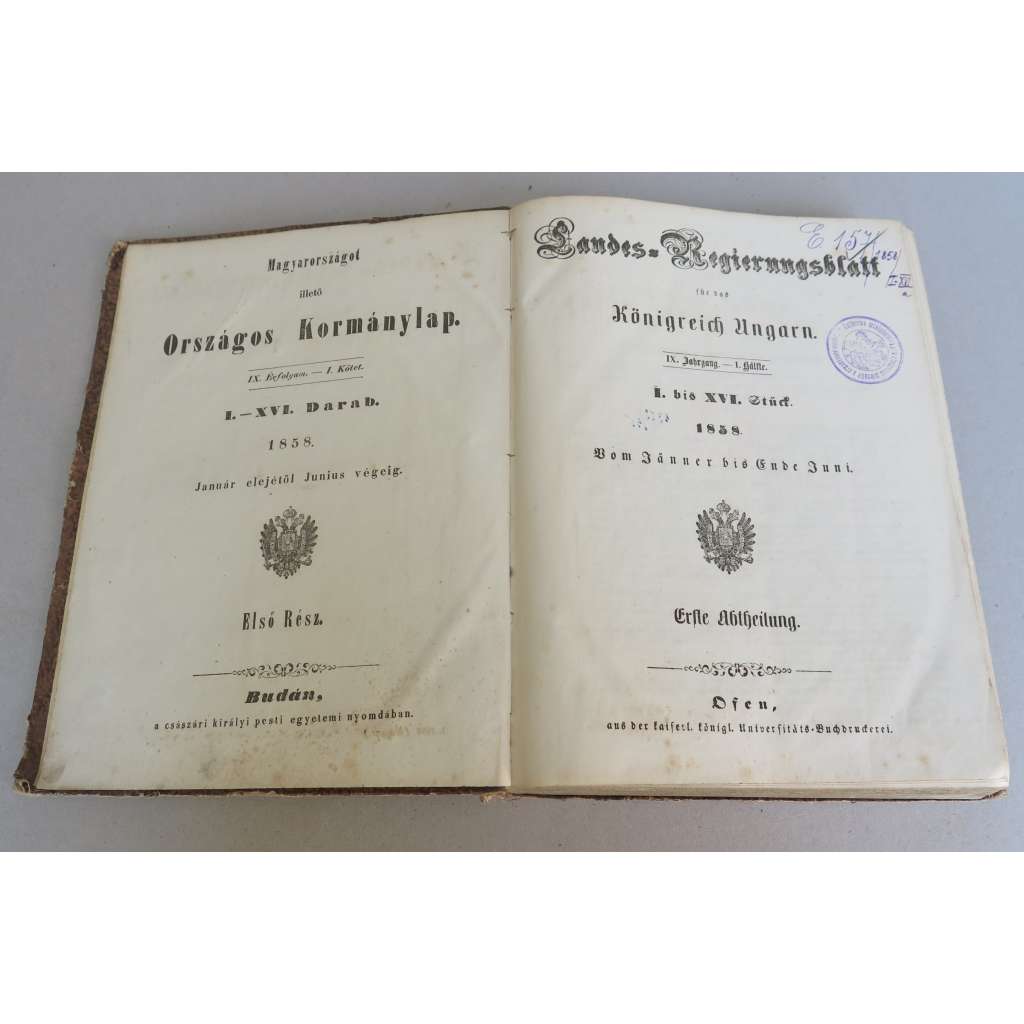 Magyarországot
illető
Országos Kormánylap.
IX. Évfolyam. — I. Kötet.
I.—XVI. Darab.
1858.
Január elejétöl Junius végeig.
Első Rész.
Budán,
a császári királyi pesti egyetemi nyomdában.
E 157
1858
I-XVI
a
Landes-Regierungsblatt
für das
Königreich Ungarn.
IX. Jahrgang. — I. Hälfte.
I. bis XVI. Stück.
1858.
Vom Jänner bis Ende Juni.
Erste Abtheilung.
Ofen,
aus der kaiserl. königl. Universitäts-Buchdruckerei.